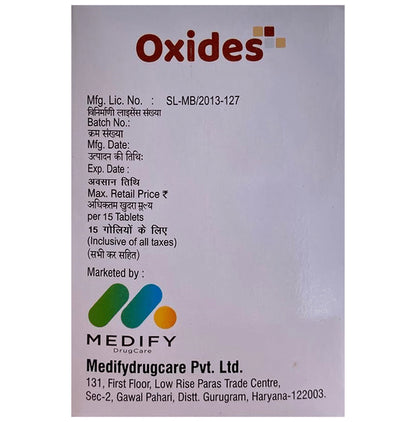 Oxides
Mfg. Lic. No. : SL-MB/2013-127
विनिर्माणी लाइसेंस संख्या
Batch No.:
क्रम संख्या
Mfg. Date:
उत्पादन की तिथि:
Exp. Date :
अवसान तिथि
Max. Retail Price ₹
अधिकतम खुदरा मूल्य
per 15 Tablets
15 गोलियों के लिए
(Inclusive of all taxes)
(सभी कर सहित)
Marketed by :
MEDIFY
DrugCare
Medifydrugcare Pvt. Ltd.
131, First Floor, Low Rise Paras Trade Centre,
Sec-2, Gawal Pahari, Distt. Gurugram, Haryana-122003.